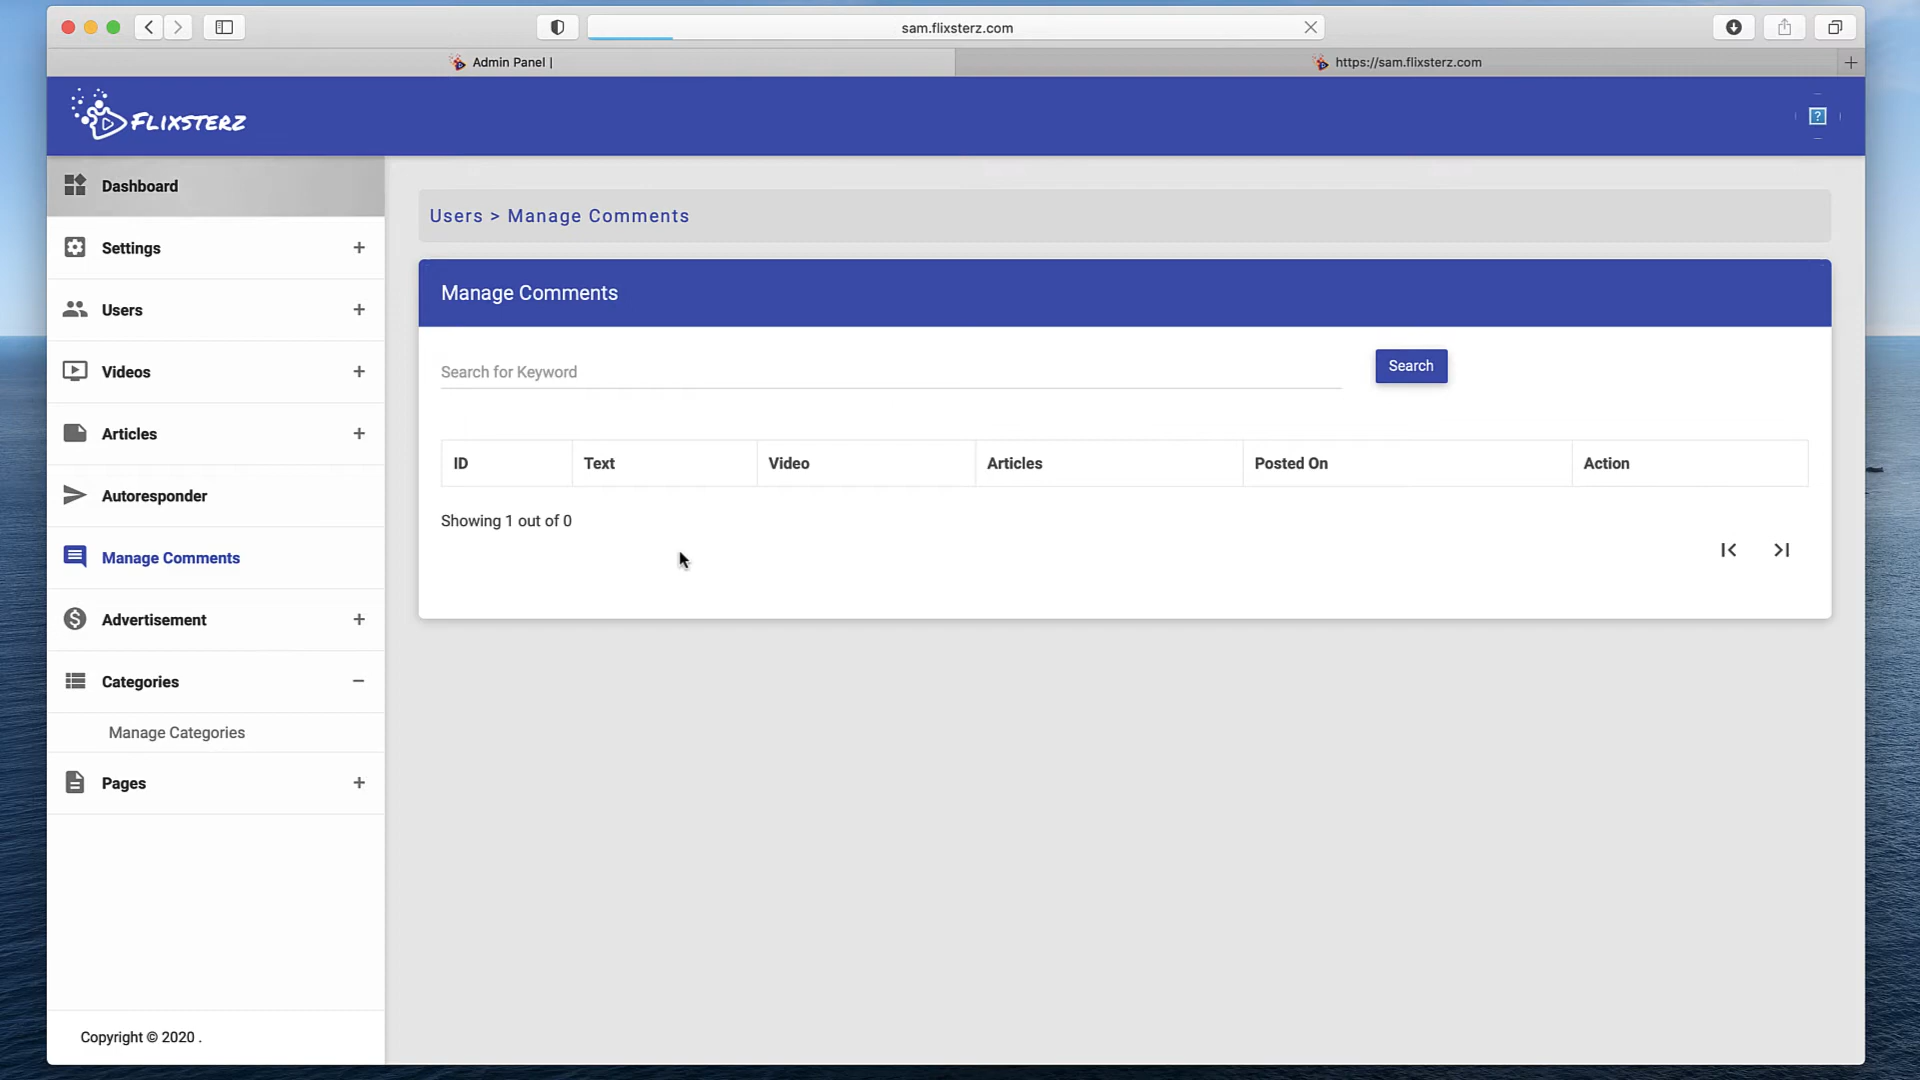 sam.flixsterz.com
Admin Panel |
https://sam.flixsterz.com
FLIXSTERZ
?
Dashboard
Settings
Users
Videos
Articles
Autoresponder
Manage Comments
Advertisement
Categories
Manage Categories
Pages
Copyright © 2020 .
Users > Manage Comments
Manage Comments
Search for Keyword
Search
ID Text Video Articles Posted On Action
Showing 1 out of 0